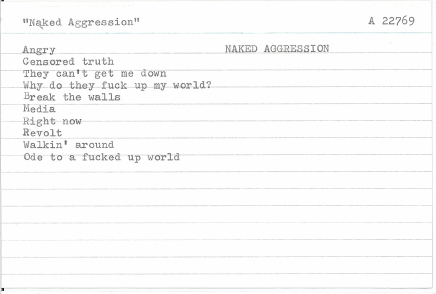 "Naked Aggression" A 22769
Angry NAKED AGGRESSION
Censored truth
They can't get me down
Why do they fuck up my world?
Break the walls
Media
Right now
Revolt
Walkin' around
Ode to a fucked up world